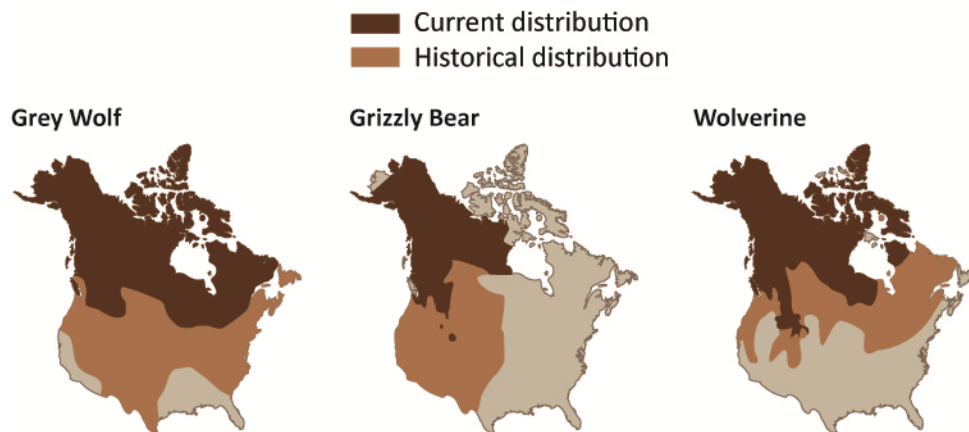 Current distribution
Historical distribution
Grey Wolf
Grizzly Bear
Wolverine